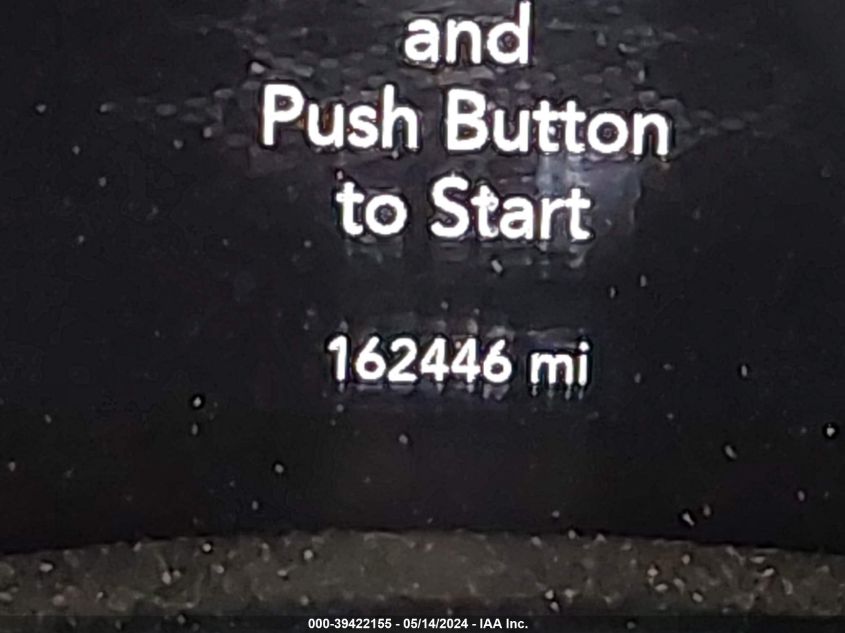 and
Push Button
to Start
162446 mi
000-39422155 - 05/14/2024 - IAA Inc.